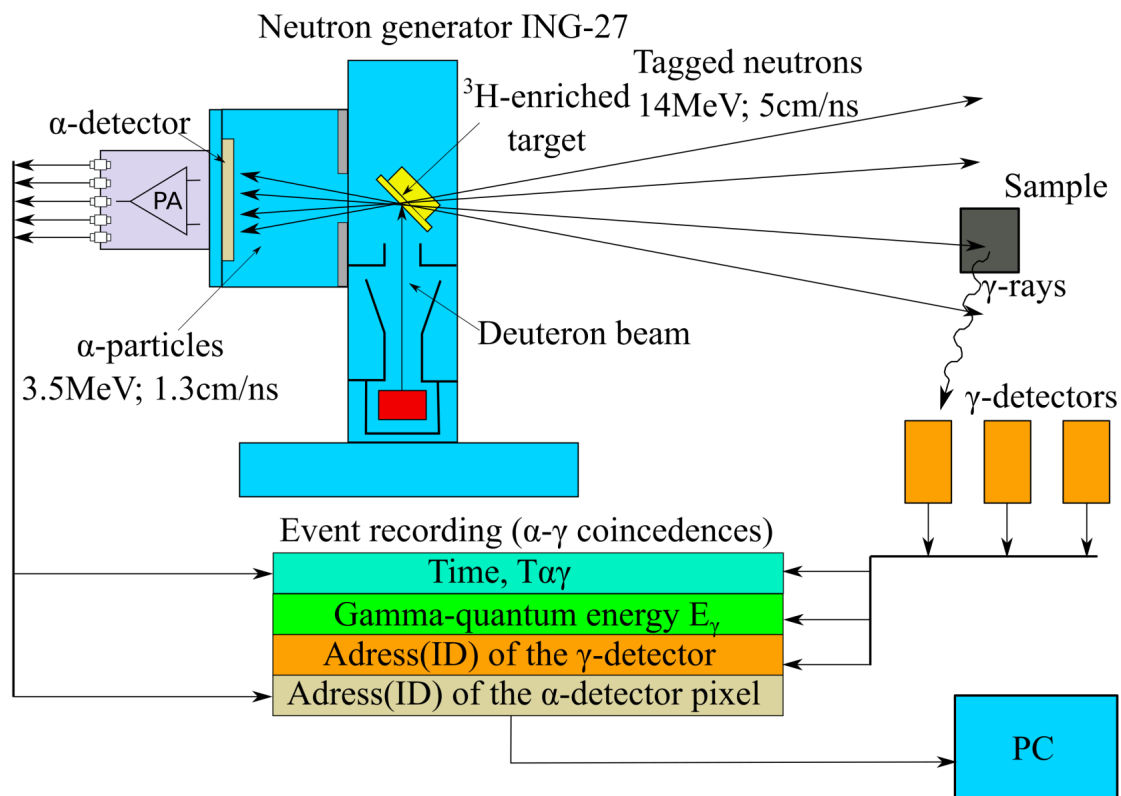 Neutron generator ING-27
Tagged neutrons
14MeV; 5cm/ns
³H-enriched
target
α-detector
PA
Sample
γ-rays
Deuteron beam
α-particles
3.5MeV; 1.3cm/ns
γ-detectors
Event recording (α-γ coincedences)
Time, Tαγ
Gamma-quantum energy Eᵧ
Adress(ID) of the γ-detector
Adress(ID) of the α-detector pixel
PC